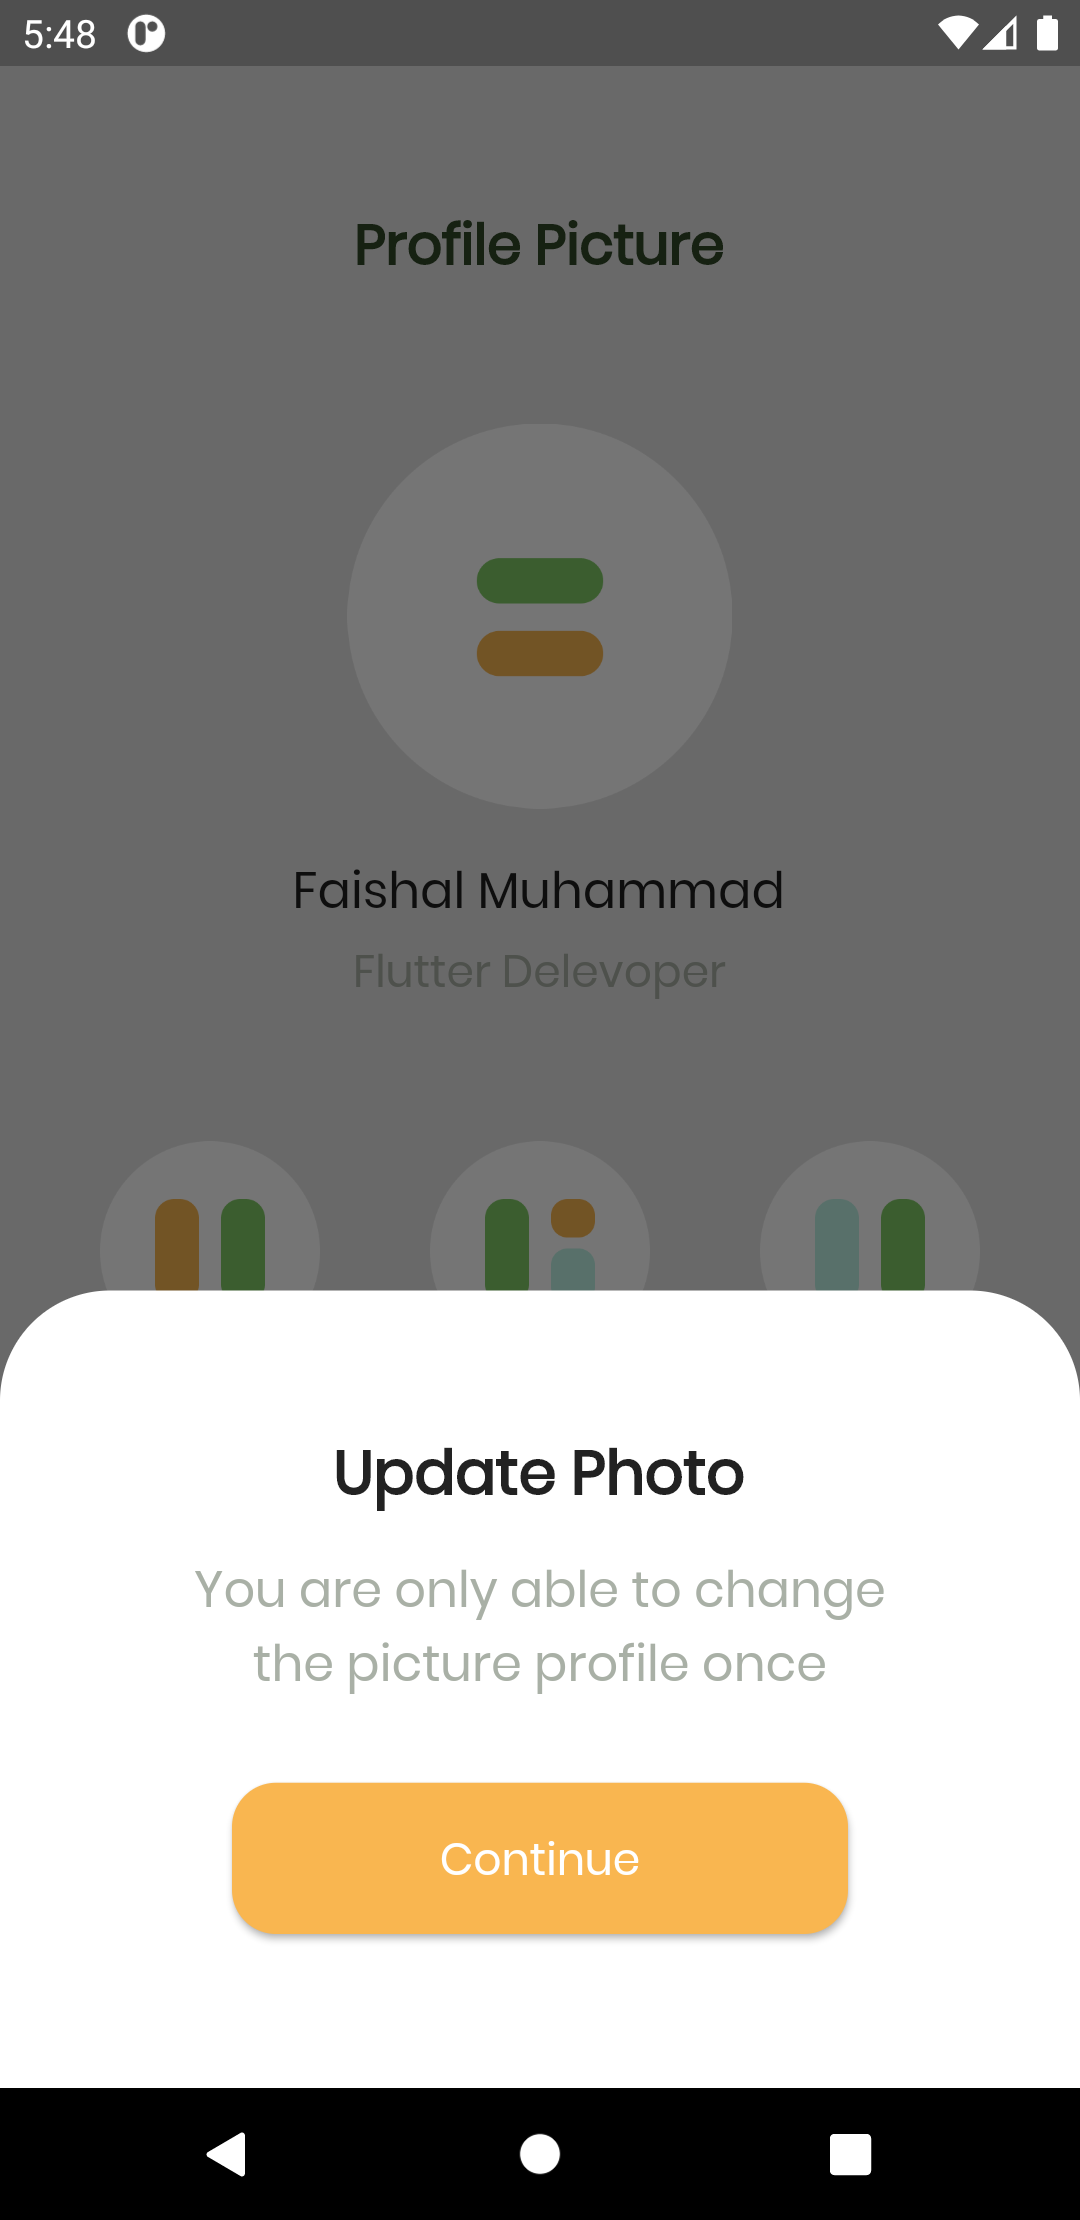 5:48
Profile Picture
Faishal Muhammad
Flutter Delevoper
Update Photo
You are only able to change
the picture profile once
Continue